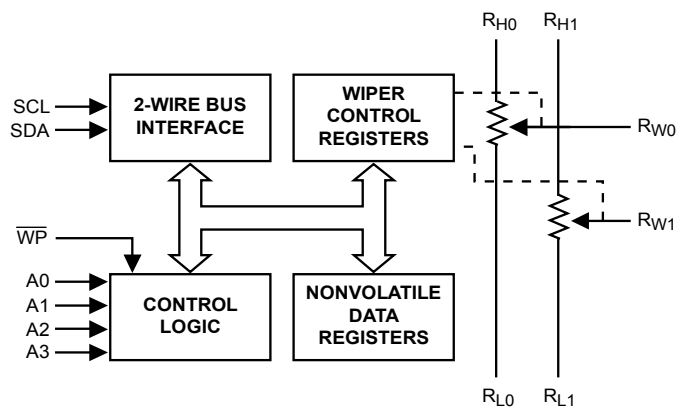 R_H0 R_H1
SCL
SDA
2-WIRE BUS
INTERFACE
WIPER
CONTROL
REGISTERS
R_W0
R_W1
W̅P̅
A0
A1
A2
A3
CONTROL
LOGIC
NONVOLATILE
DATA
REGISTERS
R_L0 R_L1